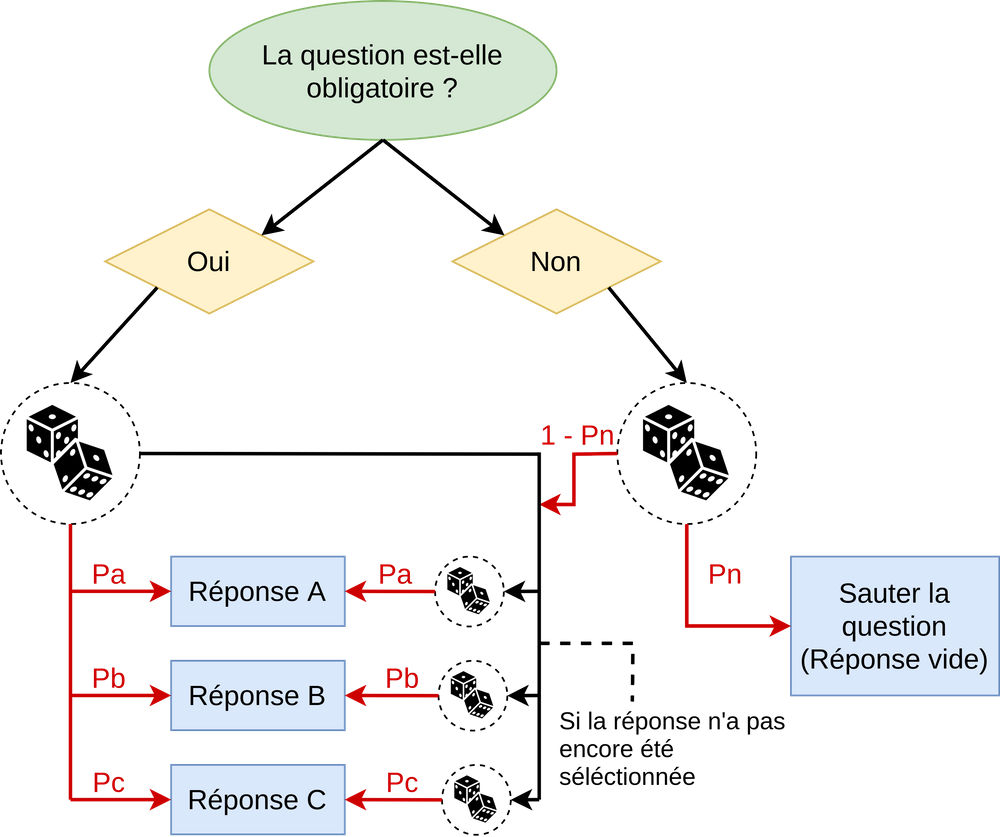 La question est-elle
obligatoire ?
Oui
Non
1 - Pn
Pa
Réponse A
Pa
Pn
Sauter la
question
(Réponse vide)
Pb
Réponse B
Pb
Si la réponse n'a pas
encore été
séléctionnée
Pc
Réponse C
Pc